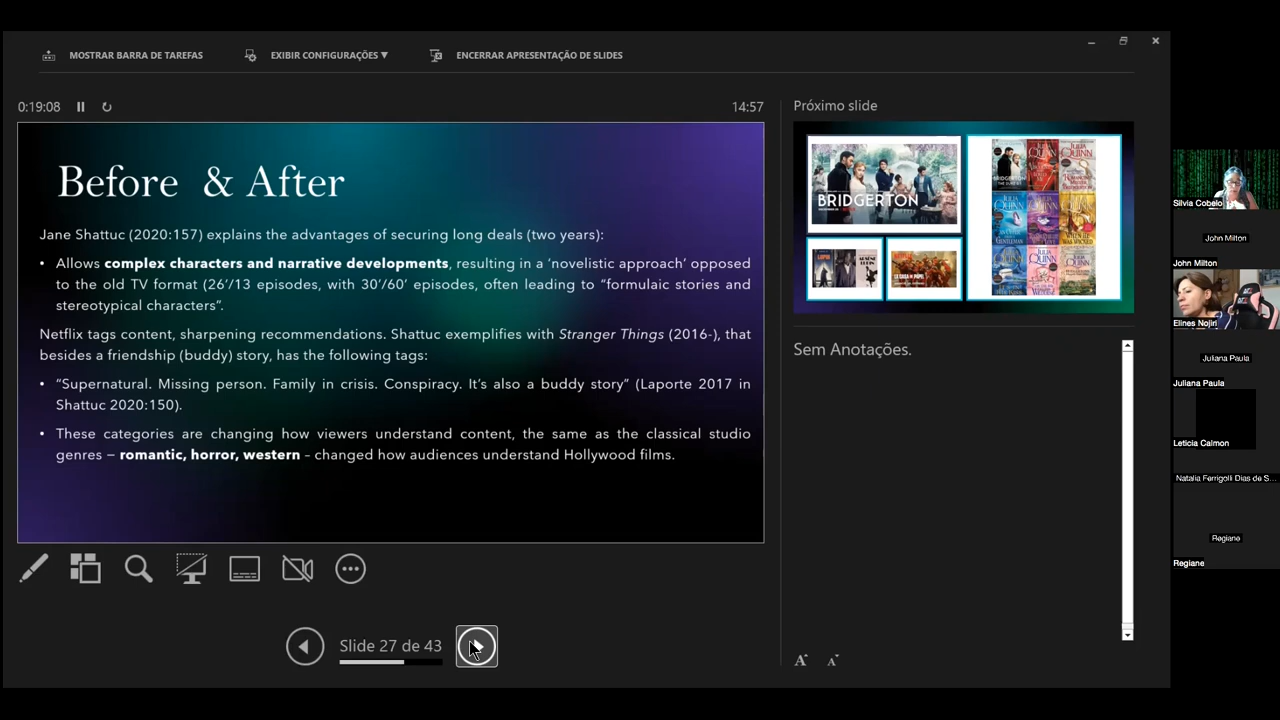 MOSTRAR BARRA DE TAREFAS
EXIBIR CONFIGURAÇÕES ▼
ENCERRAR APRESENTAÇÃO DE SLIDES
0:19:08
14:57
Before & After
Jane Shattuc (2020:157) explains the advantages of securing long deals (two years):
• Allows complex characters and narrative developments, resulting in a ‘novelistic approach’ opposed
to the old TV format (26’/13 episodes, with 30’/60’ episodes, often leading to “formulaic stories and
stereotypical characters”.
Netflix tags content, sharpening recommendations. Shattuc exemplifies with Stranger Things (2016-), that
besides a friendship (buddy) story, has the following tags:
• “Supernatural. Missing person. Family in crisis. Conspiracy. It’s also a buddy story” (Laporte 2017 in
Shattuc 2020:150).
• These categories are changing how viewers understand content, the same as the classical studio
genres – romantic, horror, western – changed how audiences understand Hollywood films.
Slide 27 de 43
Próximo slide
BRIDGERTON
JULIA QUINN
LUPIN
Sem Anotações.
A A
Silvia Cobelo
John Milton
John Milton
Elines Nojiri
Juliana Paula
Juliana Paula
Leticia Calmon
Natalia Ferrigolli Dias de S...
Regiane
Regiane